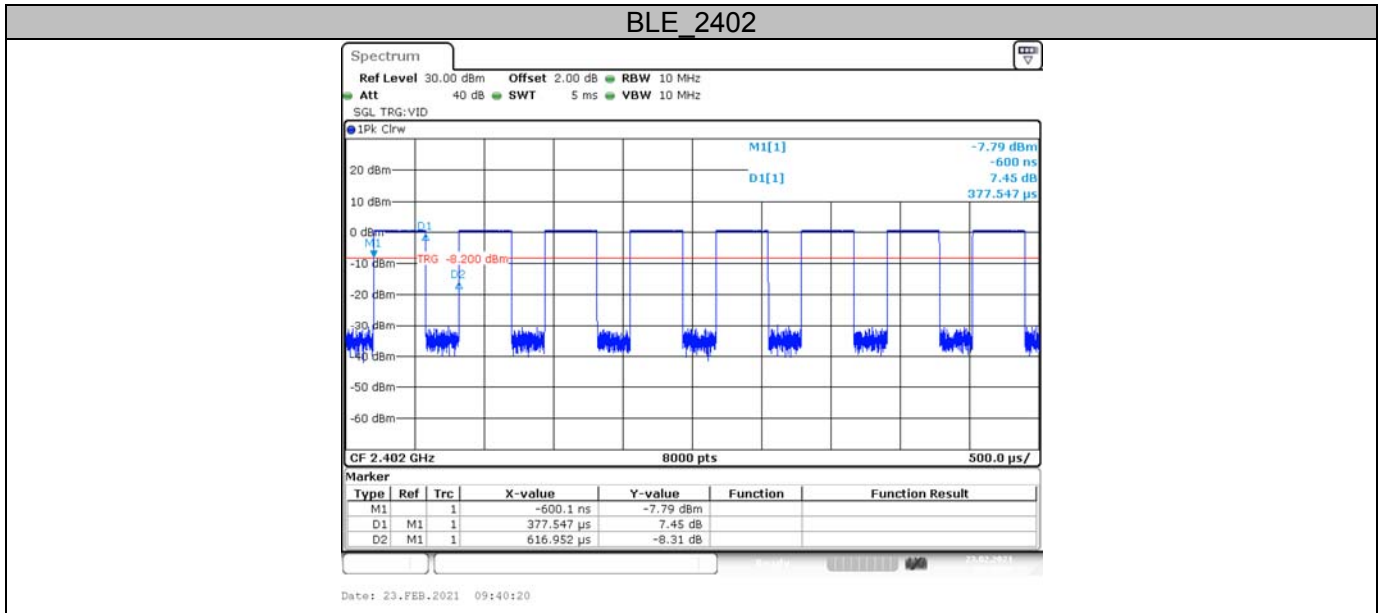 BLE_2402
Spectrum
Ref Level 30.00 dBm Offset 2.00 dB RBW 10 MHz
Att 40 dB SWT 5 ms VBW 10 MHz
SGL TRG:VID
1Pk Clrw
M1[1] -7.79 dBm
-600 ns
20 dBm
D1[1] 7.45 dB
377.547 µs
10 dBm
D1
0 dBm
M1
TRG -8.200 dBm
-10 dBm
D2
-20 dBm
-30 dBm
-40 dBm
-50 dBm
-60 dBm
CF 2.402 GHz 8000 pts 500.0 µs/
Marker
Type Ref Trc X-value Y-value Function Function Result
M1 1 -600.1 ns -7.79 dBm
D1 M1 1 377.547 µs 7.45 dB
D2 M1 1 616.952 µs -8.31 dB
Date: 23.FEB.2021 09:40:20